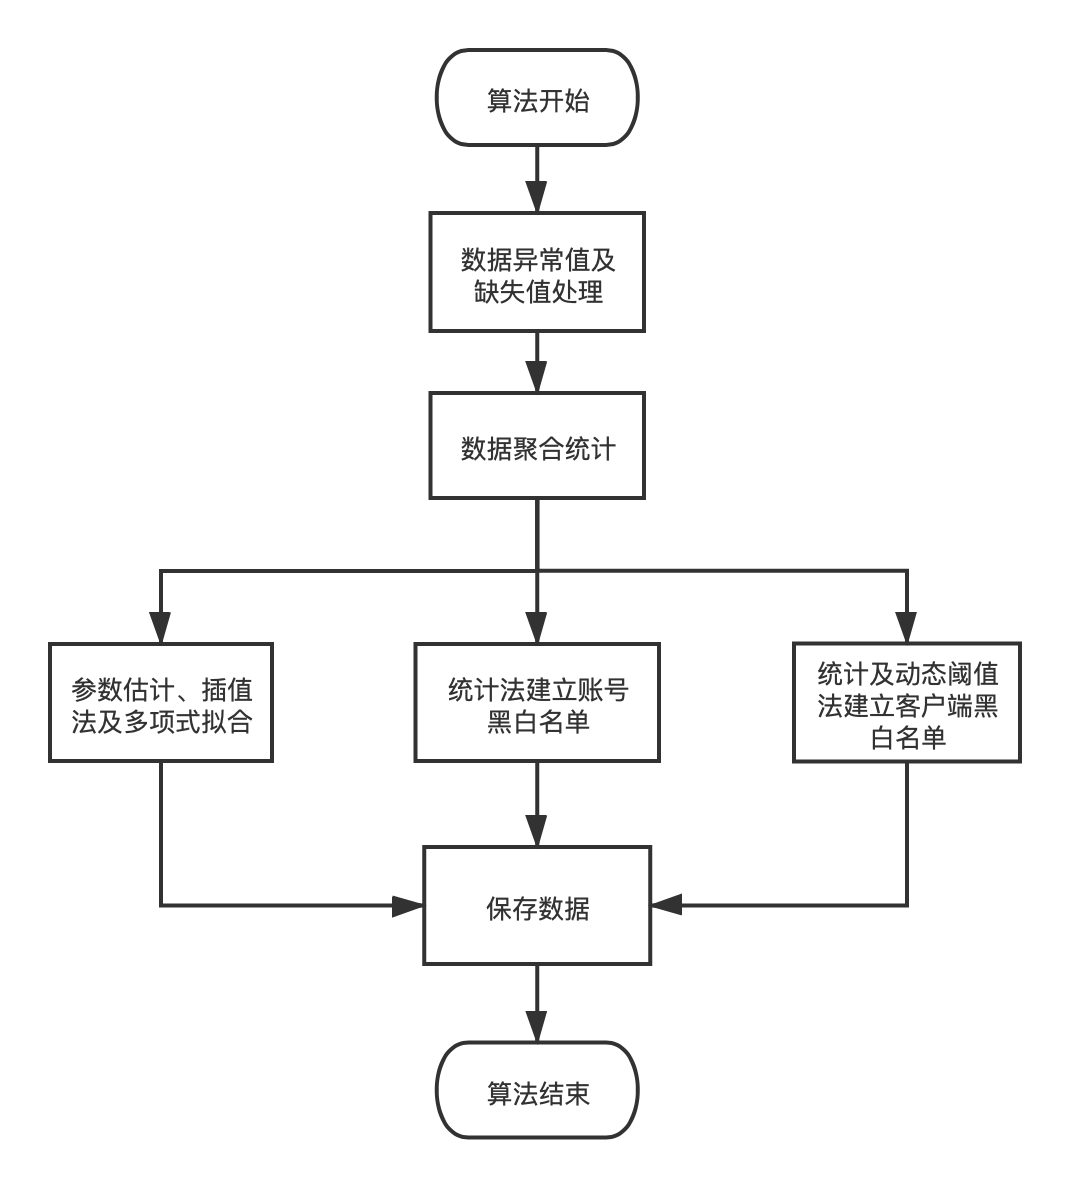 算法开始
数据异常值及
缺失值处理
数据聚合统计
参数估计、插值
法及多项式拟合
统计法建立账号
黑白名单
统计及动态阈值
法建立客户端黑
白名单
保存数据
算法结束